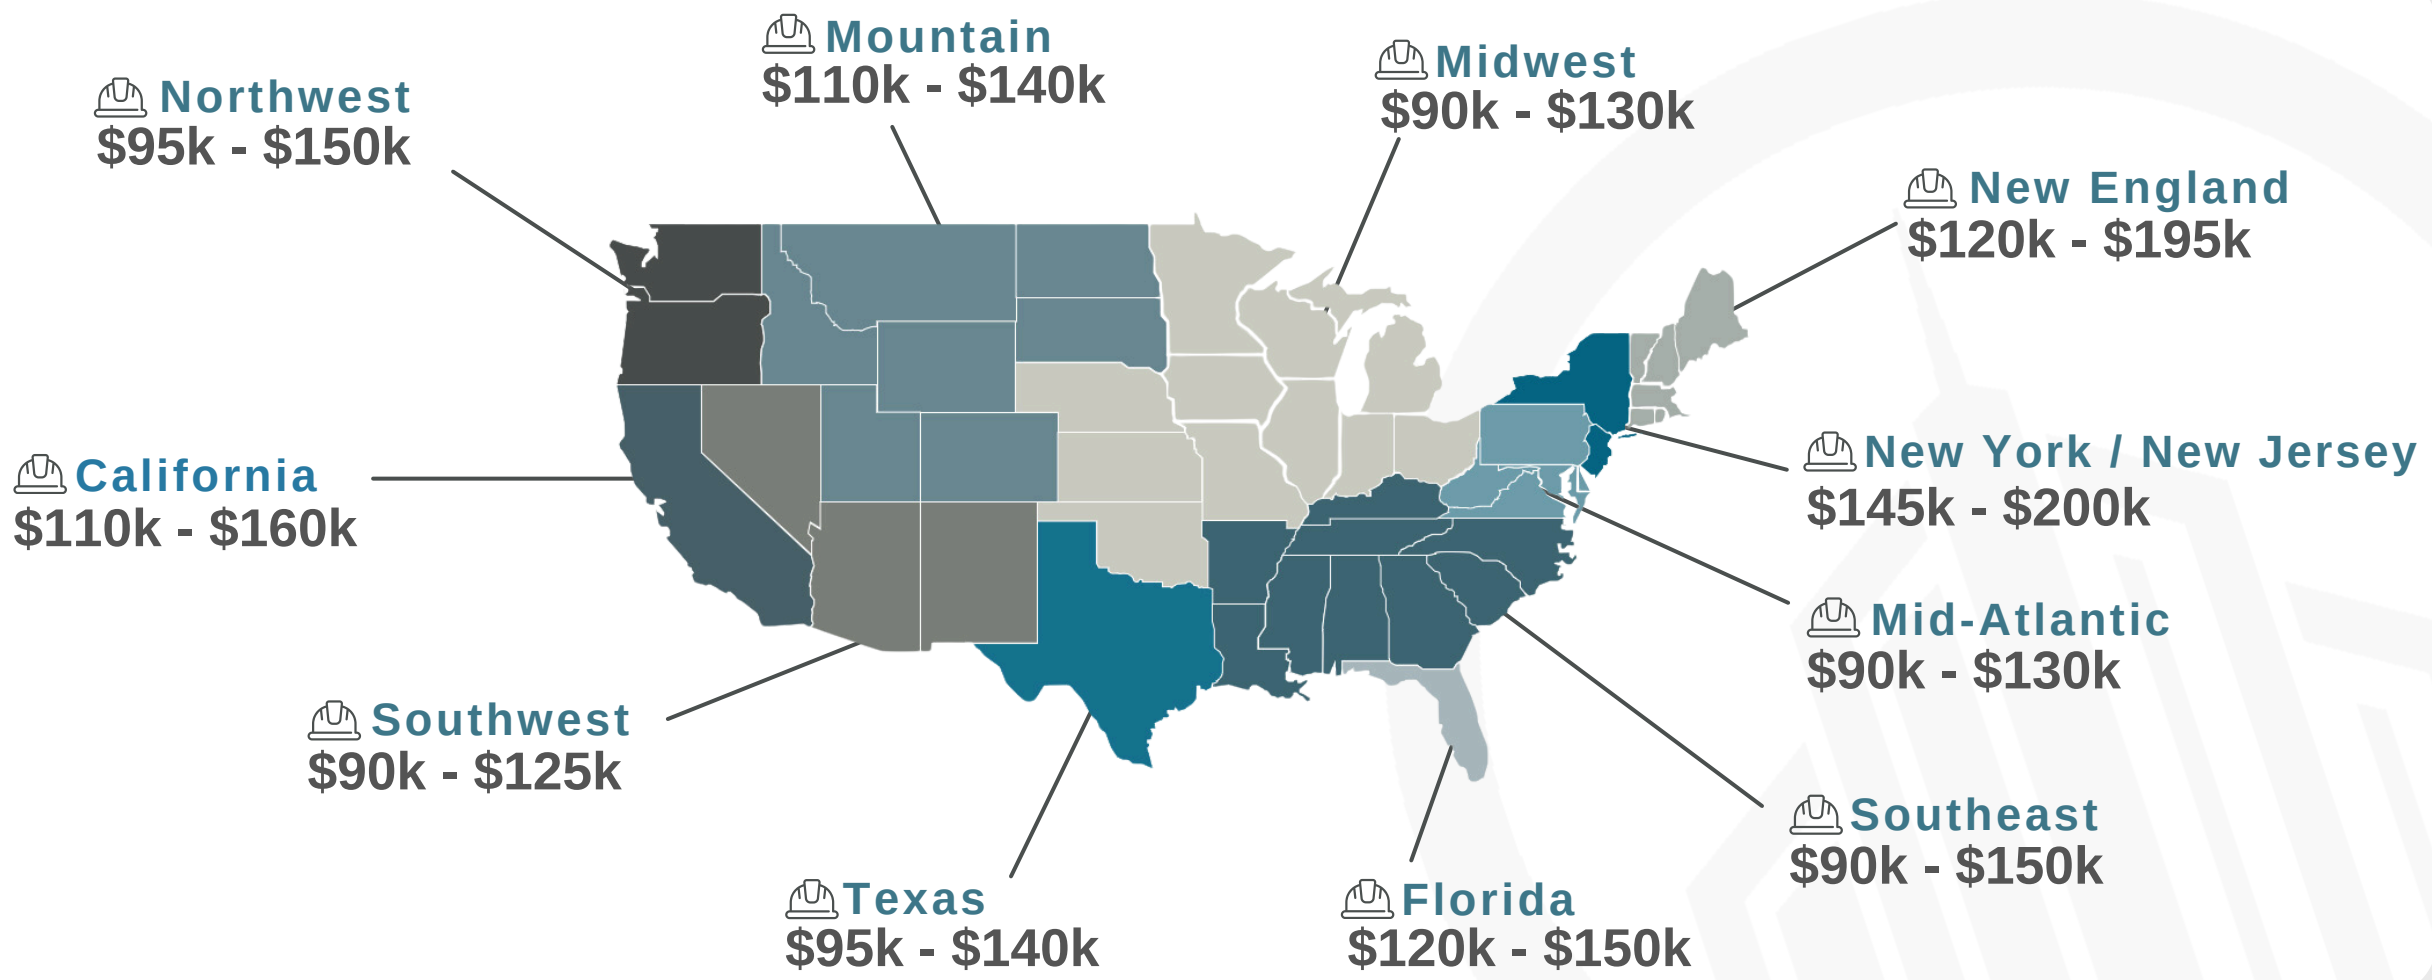 Mountain
$110k - $140k
Midwest
$90k - $130k
Northwest
$95k - $150k
New England
$120k - $195k
California
$110k - $160k
New York / New Jersey
$145k - $200k
Mid-Atlantic
$90k - $130k
Southwest
$90k - $125k
Southeast
$90k - $150k
Texas
$95k - $140k
Florida
$120k - $150k